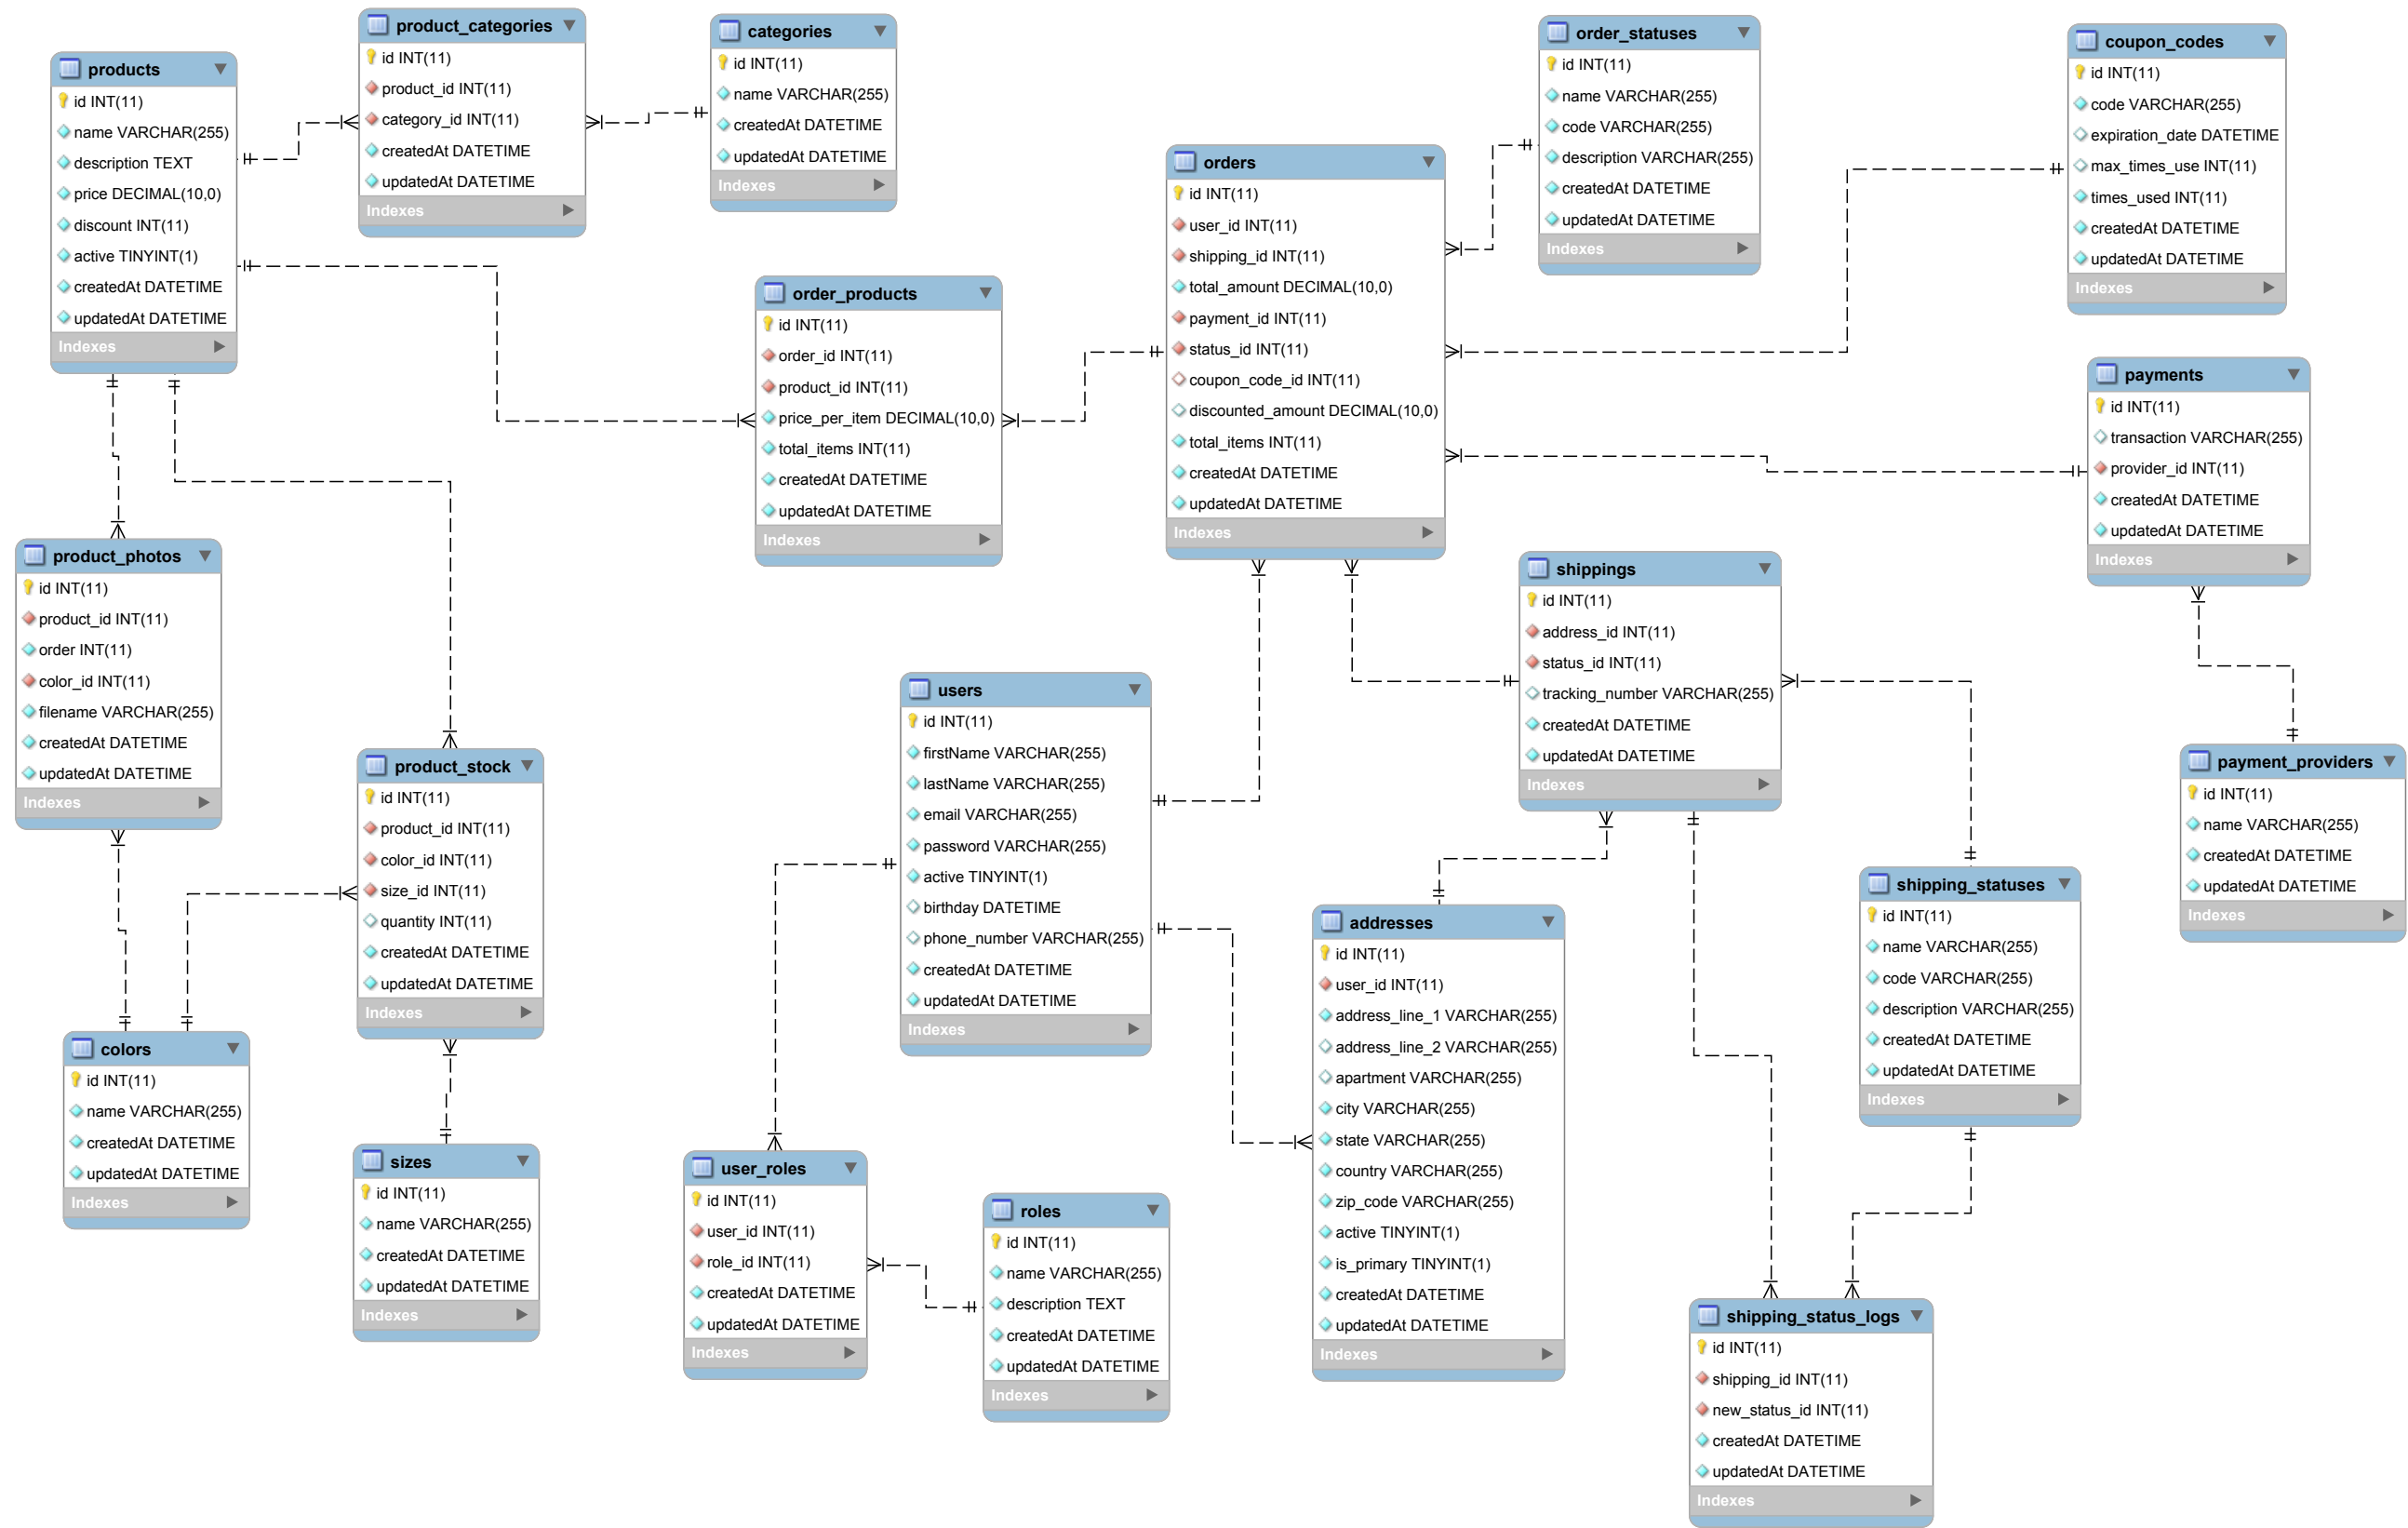 products
id INT(11)
name VARCHAR(255)
description TEXT
price DECIMAL(10,0)
discount INT(11)
active TINYINT(1)
createdAt DATETIME
updatedAt DATETIME
Indexes
product_categories
id INT(11)
product_id INT(11)
category_id INT(11)
createdAt DATETIME
updatedAt DATETIME
Indexes
categories
id INT(11)
name VARCHAR(255)
createdAt DATETIME
updatedAt DATETIME
Indexes
order_products
id INT(11)
order_id INT(11)
product_id INT(11)
price_per_item DECIMAL(10,0)
total_items INT(11)
createdAt DATETIME
updatedAt DATETIME
Indexes
orders
id INT(11)
user_id INT(11)
shipping_id INT(11)
total_amount DECIMAL(10,0)
payment_id INT(11)
status_id INT(11)
coupon_code_id INT(11)
discounted_amount DECIMAL(10,0)
total_items INT(11)
createdAt DATETIME
updatedAt DATETIME
Indexes
order_statuses
id INT(11)
name VARCHAR(255)
code VARCHAR(255)
description VARCHAR(255)
createdAt DATETIME
updatedAt DATETIME
Indexes
coupon_codes
id INT(11)
code VARCHAR(255)
expiration_date DATETIME
max_times_use INT(11)
times_used INT(11)
createdAt DATETIME
updatedAt DATETIME
Indexes
payments
id INT(11)
transaction VARCHAR(255)
provider_id INT(11)
createdAt DATETIME
updatedAt DATETIME
Indexes
product_photos
id INT(11)
product_id INT(11)
order INT(11)
color_id INT(11)
filename VARCHAR(255)
createdAt DATETIME
updatedAt DATETIME
Indexes
product_stock
id INT(11)
product_id INT(11)
color_id INT(11)
size_id INT(11)
quantity INT(11)
createdAt DATETIME
updatedAt DATETIME
Indexes
users
id INT(11)
firstName VARCHAR(255)
lastName VARCHAR(255)
email VARCHAR(255)
password VARCHAR(255)
active TINYINT(1)
birthday DATETIME
phone_number VARCHAR(255)
createdAt DATETIME
updatedAt DATETIME
Indexes
shippings
id INT(11)
address_id INT(11)
status_id INT(11)
tracking_number VARCHAR(255)
createdAt DATETIME
updatedAt DATETIME
Indexes
payment_providers
id INT(11)
name VARCHAR(255)
createdAt DATETIME
updatedAt DATETIME
Indexes
shipping_statuses
id INT(11)
name VARCHAR(255)
code VARCHAR(255)
description VARCHAR(255)
createdAt DATETIME
updatedAt DATETIME
Indexes
addresses
id INT(11)
user_id INT(11)
address_line_1 VARCHAR(255)
address_line_2 VARCHAR(255)
apartment VARCHAR(255)
city VARCHAR(255)
state VARCHAR(255)
country VARCHAR(255)
zip_code VARCHAR(255)
active TINYINT(1)
is_primary TINYINT(1)
createdAt DATETIME
updatedAt DATETIME
Indexes
colors
id INT(11)
name VARCHAR(255)
createdAt DATETIME
updatedAt DATETIME
Indexes
sizes
id INT(11)
name VARCHAR(255)
createdAt DATETIME
updatedAt DATETIME
Indexes
user_roles
id INT(11)
user_id INT(11)
role_id INT(11)
createdAt DATETIME
updatedAt DATETIME
Indexes
roles
id INT(11)
name VARCHAR(255)
description TEXT
createdAt DATETIME
updatedAt DATETIME
Indexes
shipping_status_logs
id INT(11)
shipping_id INT(11)
new_status_id INT(11)
createdAt DATETIME
updatedAt DATETIME
Indexes